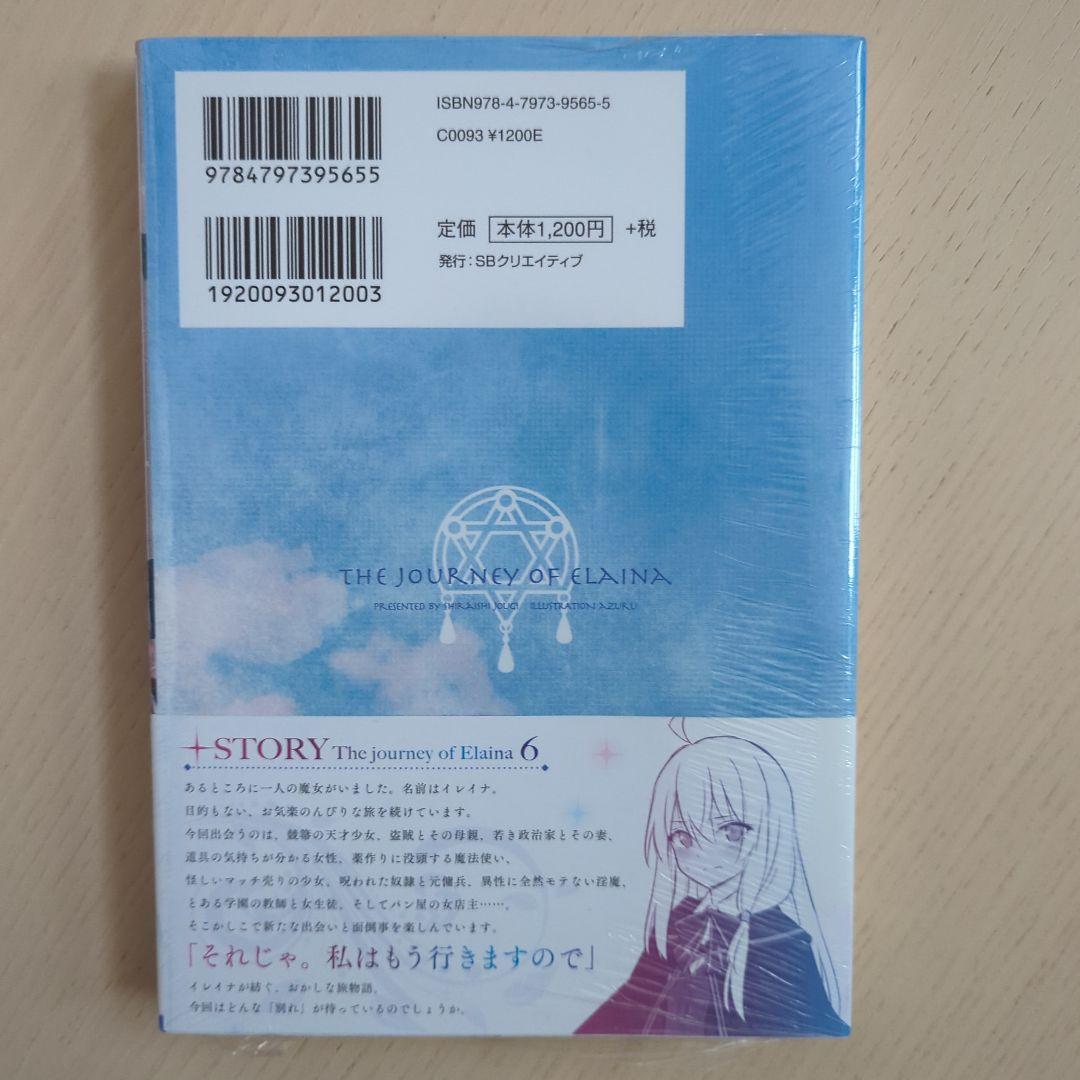 ISBN978-4-7973-9565-5
C0093 ¥1200E
9784797395655
定価 本体1,200円 +税
発行：SBクリエイティブ
1920093012003
THE JOURNEY OF ELAINA
PRESENTED BY SHIRAISHI JOUGI ILLUSTRATION AZURU
STORY The journey of Elaina 6
あるところに一人の魔女がいました。名前はイレイナ。
目的もない、お気楽のんびりな旅を続けています。
今回出会うのは、競箒の天才少女、盗賊とその母親、若き政治家とその妻、
道具の気持ちが分かる女性、薬作りに没頭する魔法使い、
怪しいマッチ売りの少女、呪われた奴隷と元傭兵、異性に全然モテない淫魔、
とある学園の教師と女生徒、そしてパン屋の女店主……。
そこかしこで新たな出会いと面倒事を楽しんでいます。
「それじゃ。私はもう行きますので」
イレイナが紡ぐ、おかしな旅物語。
今回はどんな「別れ」が待っているのでしょうか。